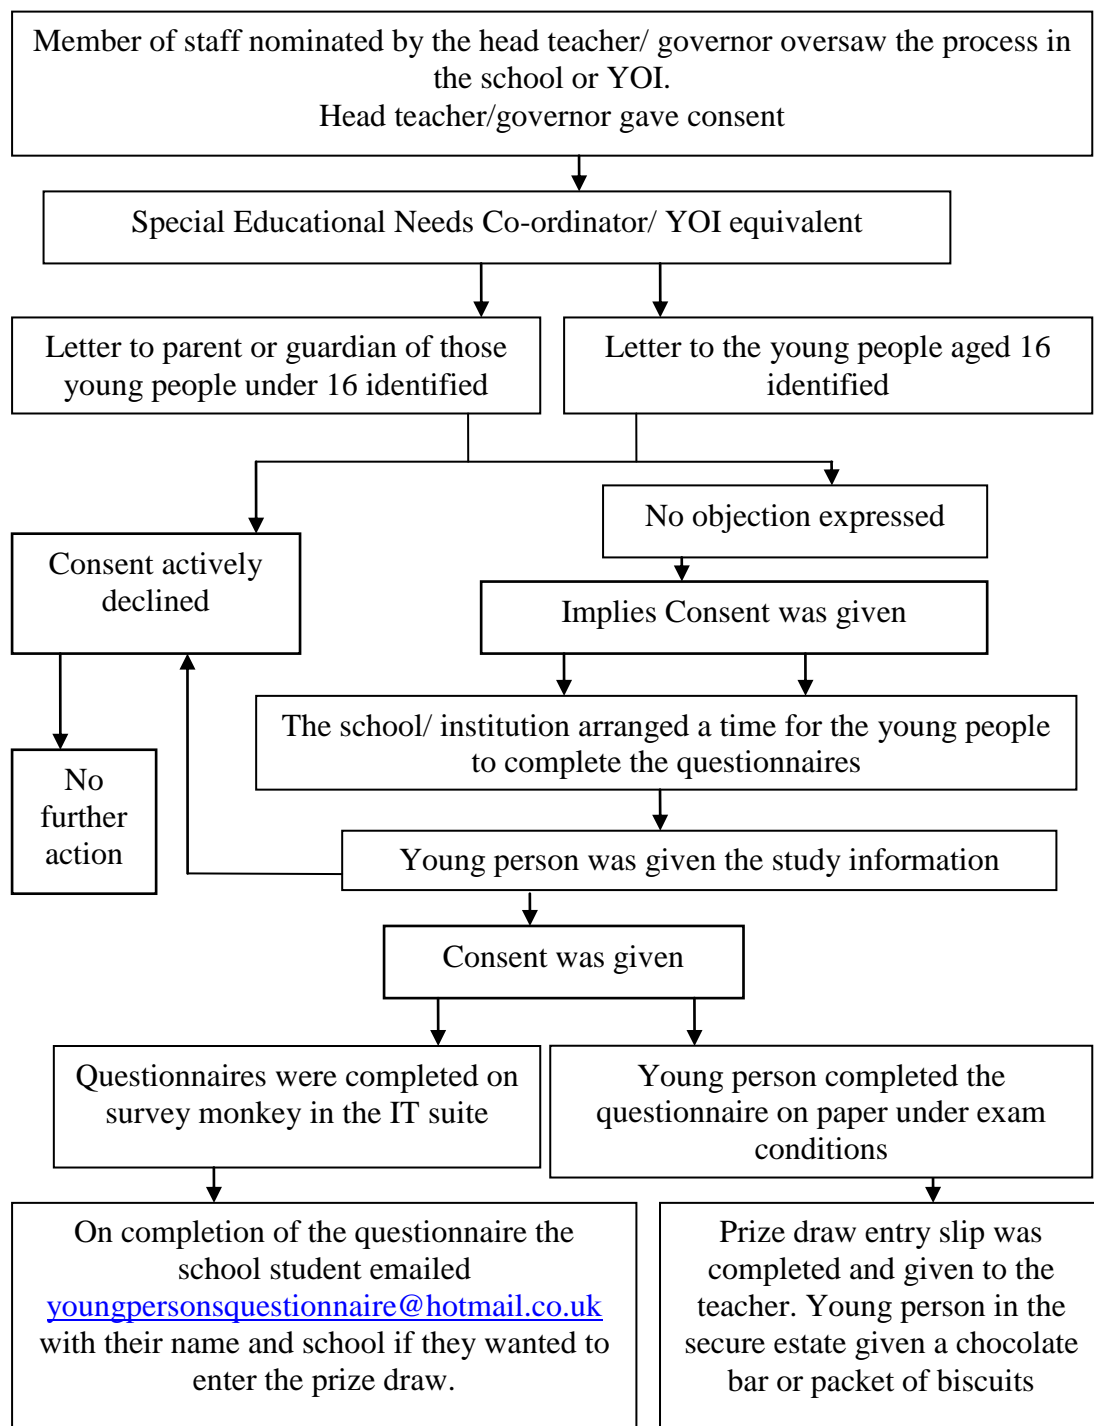 Member of staff nominated by the head teacher/ governor oversaw the process in
the school or YOI.
Head teacher/governor gave consent
Special Educational Needs Co-ordinator/ YOI equivalent
Letter to parent or guardian of those
young people under 16 identified
Letter to the young people aged 16
identified
No objection expressed
Consent actively
declined
Implies Consent was given
The school/ institution arranged a time for the young people
to complete the questionnaires
No
further
action
Young person was given the study information
Consent was given
Questionnaires were completed on
survey monkey in the IT suite
Young person completed the
questionnaire on paper under exam
conditions
On completion of the questionnaire the
school student emailed
youngpersonsquestionnaire@hotmail.co.uk
with their name and school if they wanted to
enter the prize draw.
Prize draw entry slip was
completed and given to the
teacher. Young person in the
secure estate given a chocolate
bar or packet of biscuits